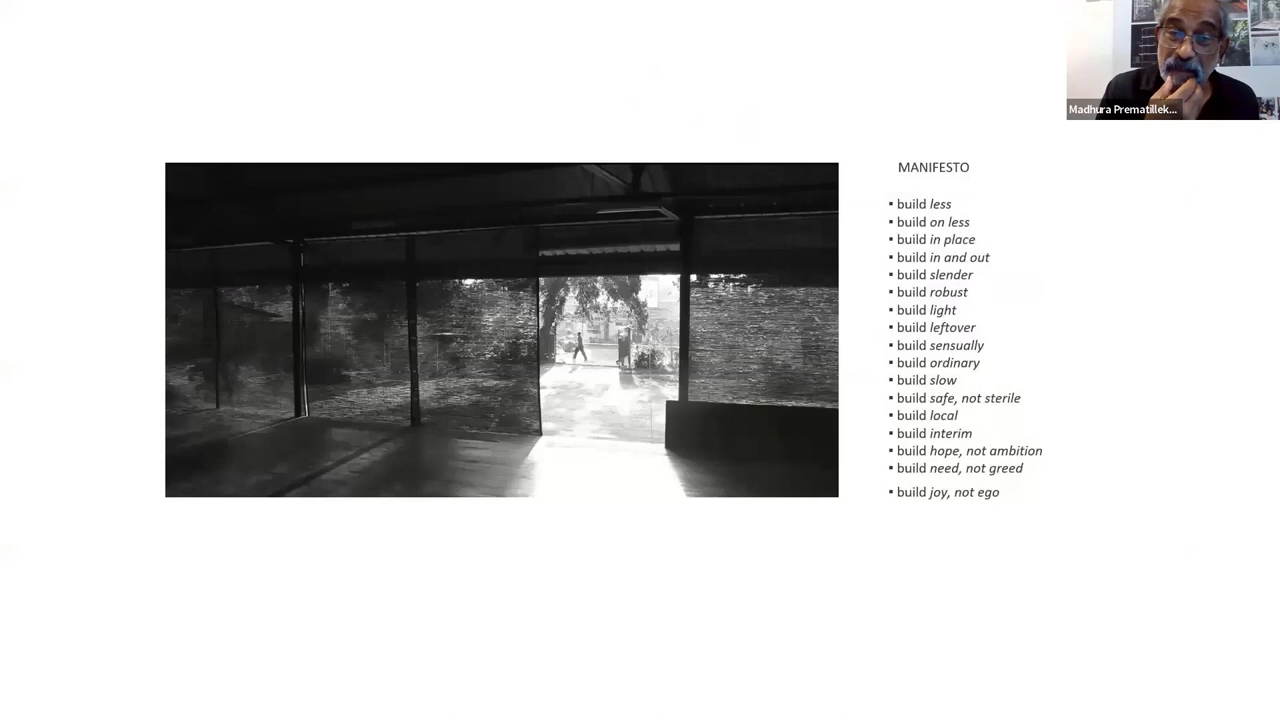 Madhura Prematillek...
MANIFESTO
▪ build less
▪ build on less
▪ build in place
▪ build in and out
▪ build slender
▪ build robust
▪ build light
▪ build leftover
▪ build sensually
▪ build ordinary
▪ build slow
▪ build safe, not sterile
▪ build local
▪ build interim
▪ build hope, not ambition
▪ build need, not greed
▪ build joy, not ego